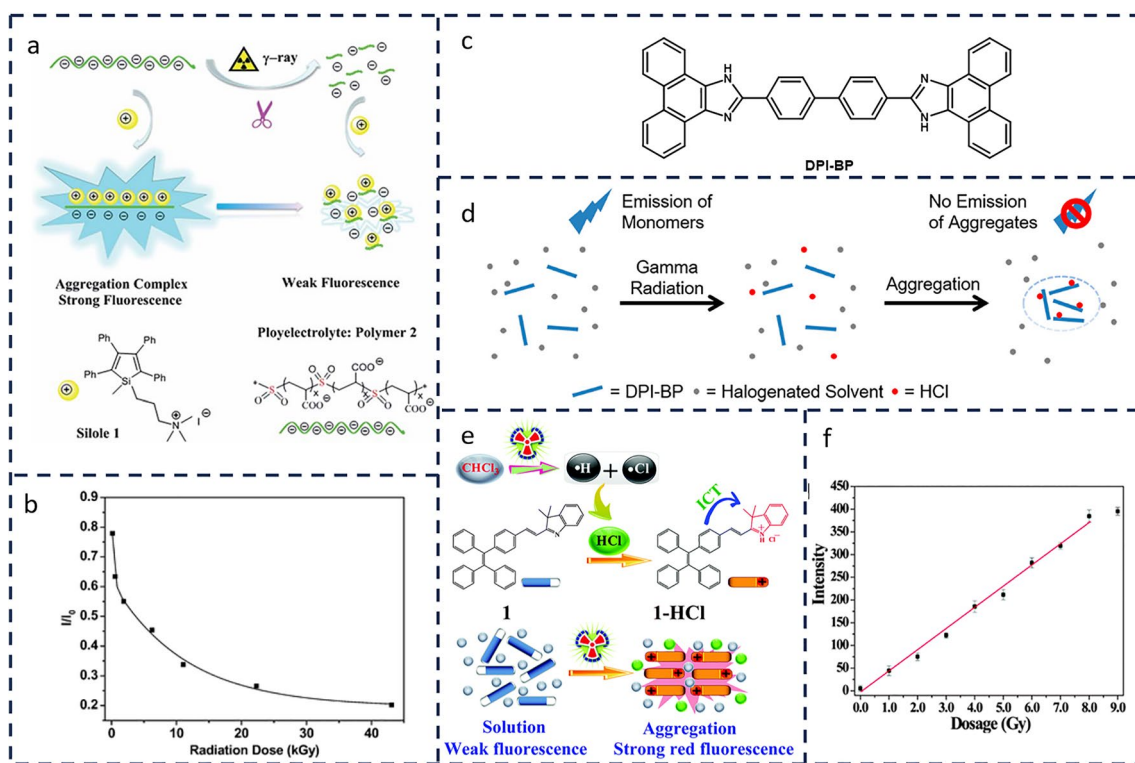 a
γ-ray
Aggregation Complex
Strong Fluorescence
Weak Fluorescence
Ployelectrolyte: Polymer 2
Ph
Ph
Ph
Ph
Si
N
I
Silole 1
*
S
O
O
x
COO
S
O
O
COO
x
COO
S
O
O
x
COO
*
b
I/I0
0.9
0.8
0.7
0.6
0.5
0.4
0.3
0.2
0
10
20
30
40
Radiation Dose (kGy)
c
H
N
N
N
N
H
DPI-BP
d
Emission of
Monomers
No Emission
of Aggregates
Gamma
Radiation
Aggregation
= DPI-BP
= Halogenated Solvent
= HCl
e
CHCl3
•H
+
•Cl
HCl
ICT
N
N
H
Cl
1
1-HCl
Solution
Weak fluorescence
Aggregation
Strong red fluorescence
f
Intensity
450
400
350
300
250
200
150
100
50
0
0.0
1.0
2.0
3.0
4.0
5.0
6.0
7.0
8.0
9.0
Dosage (Gy)